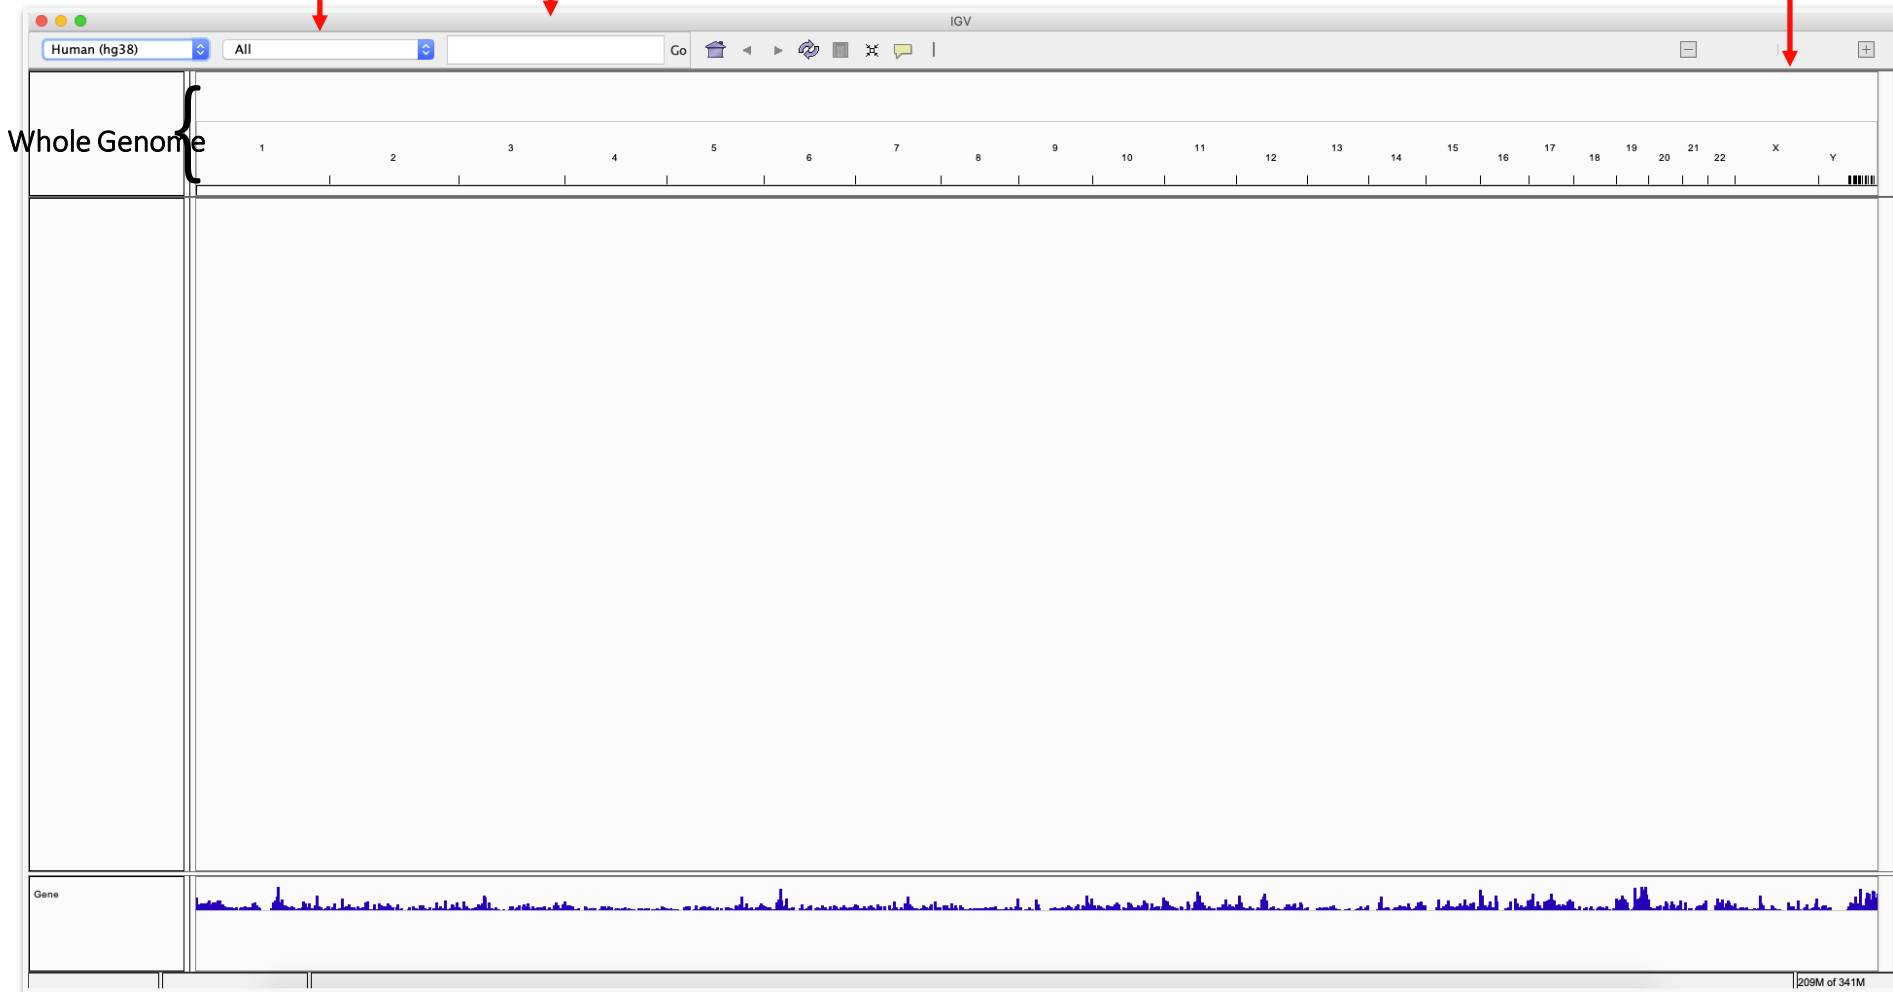 IGV
Human (hg38) All Go
Whole Genome
1 2 3 4 5 6 7 8 9 10 11 12 13 14 15 16 17 18 19 20 21 22 X Y
Gene
209M of 341M